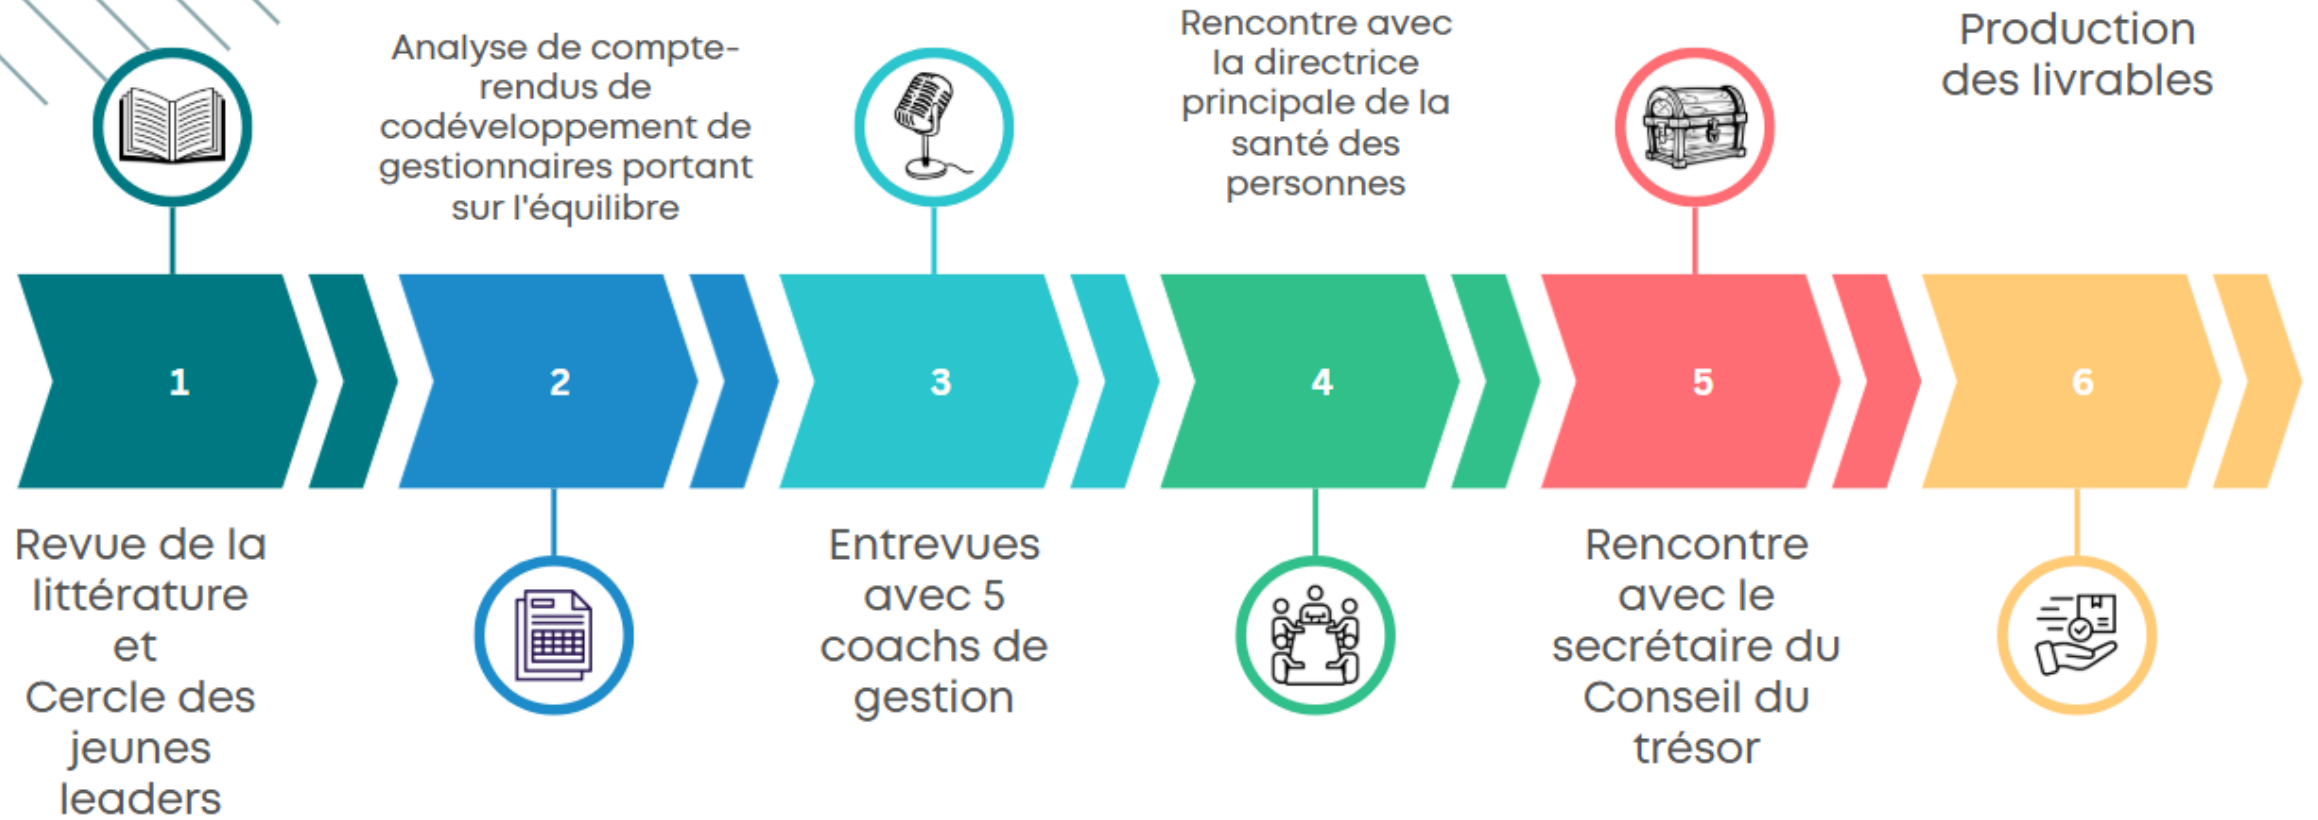 Analyse de compte-
rendus de
codéveloppement de
gestionnaires portant
sur l'équilibre
Rencontre avec
la directrice
principale de la
santé des
personnes
Production
des livrables
1
2
3
4
5
6
Revue de la
littérature
et
Cercle des
jeunes
leaders
Entrevues
avec 5
coachs de
gestion
Rencontre
avec le
secrétaire du
Conseil du
trésor